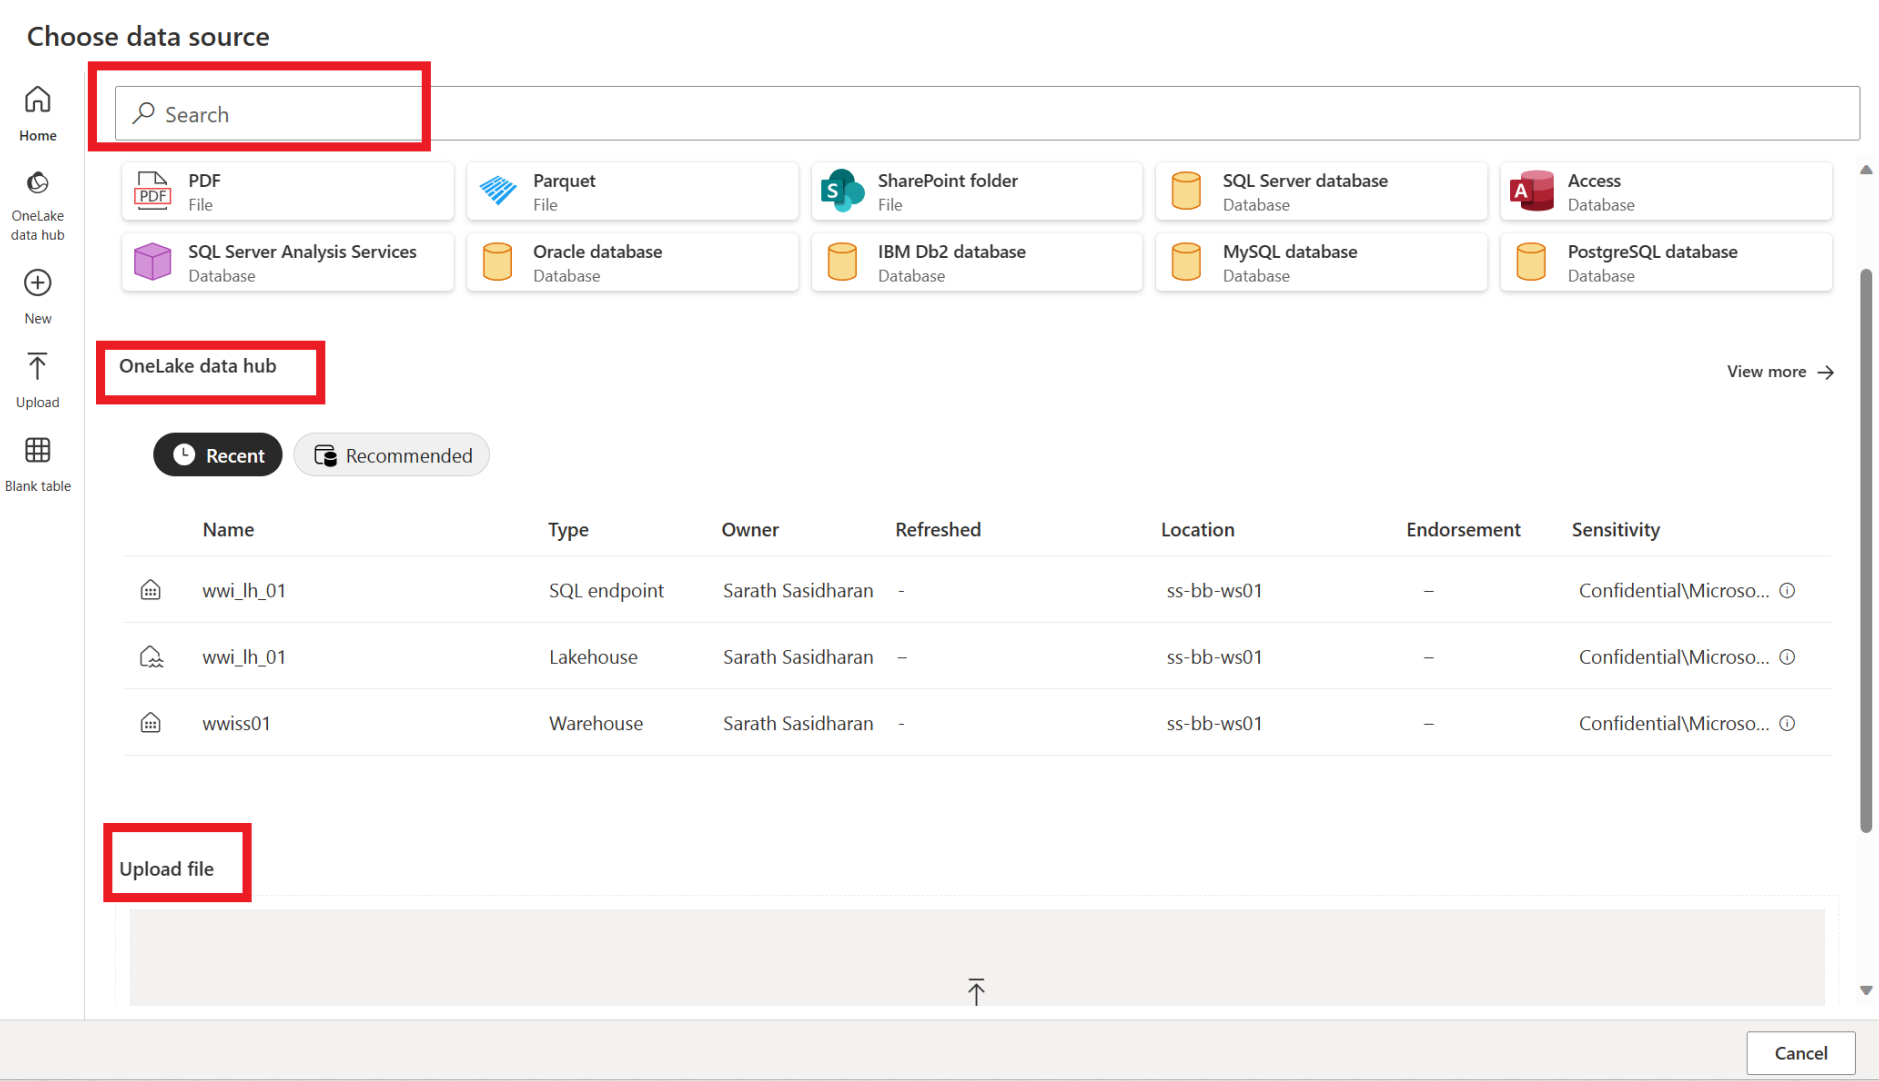 Choose data source
Home
OneLake
data hub
New
Upload
Blank table
Search
PDF
PDF
File
Parquet
File
S
SharePoint folder
File
SQL Server database
Database
A
Access
Database
SQL Server Analysis Services
Database
Oracle database
Database
IBM Db2 database
Database
MySQL database
Database
PostgreSQL database
Database
OneLake data hub
View more
Recent
Recommended
Name Type Owner Refreshed Location Endorsement Sensitivity
wwi_lh_01 SQL endpoint Sarath Sasidharan - ss-bb-ws01 – Confidential\Microso...
wwi_lh_01 Lakehouse Sarath Sasidharan – ss-bb-ws01 – Confidential\Microso...
wwiss01 Warehouse Sarath Sasidharan - ss-bb-ws01 – Confidential\Microso...
Upload file
Cancel